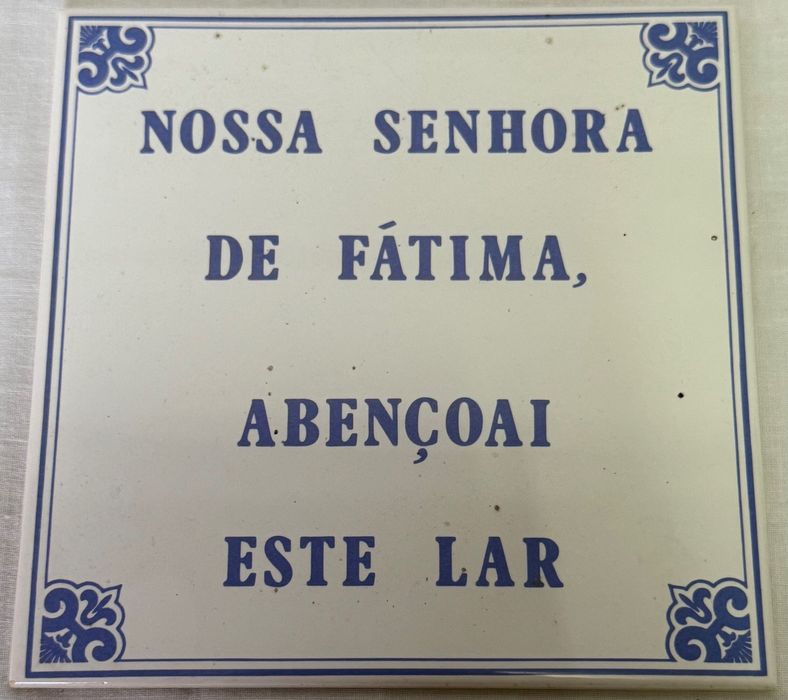 NOSSA SENHORA
DE FÁTIMA,
ABENÇOAI
ESTE LAR